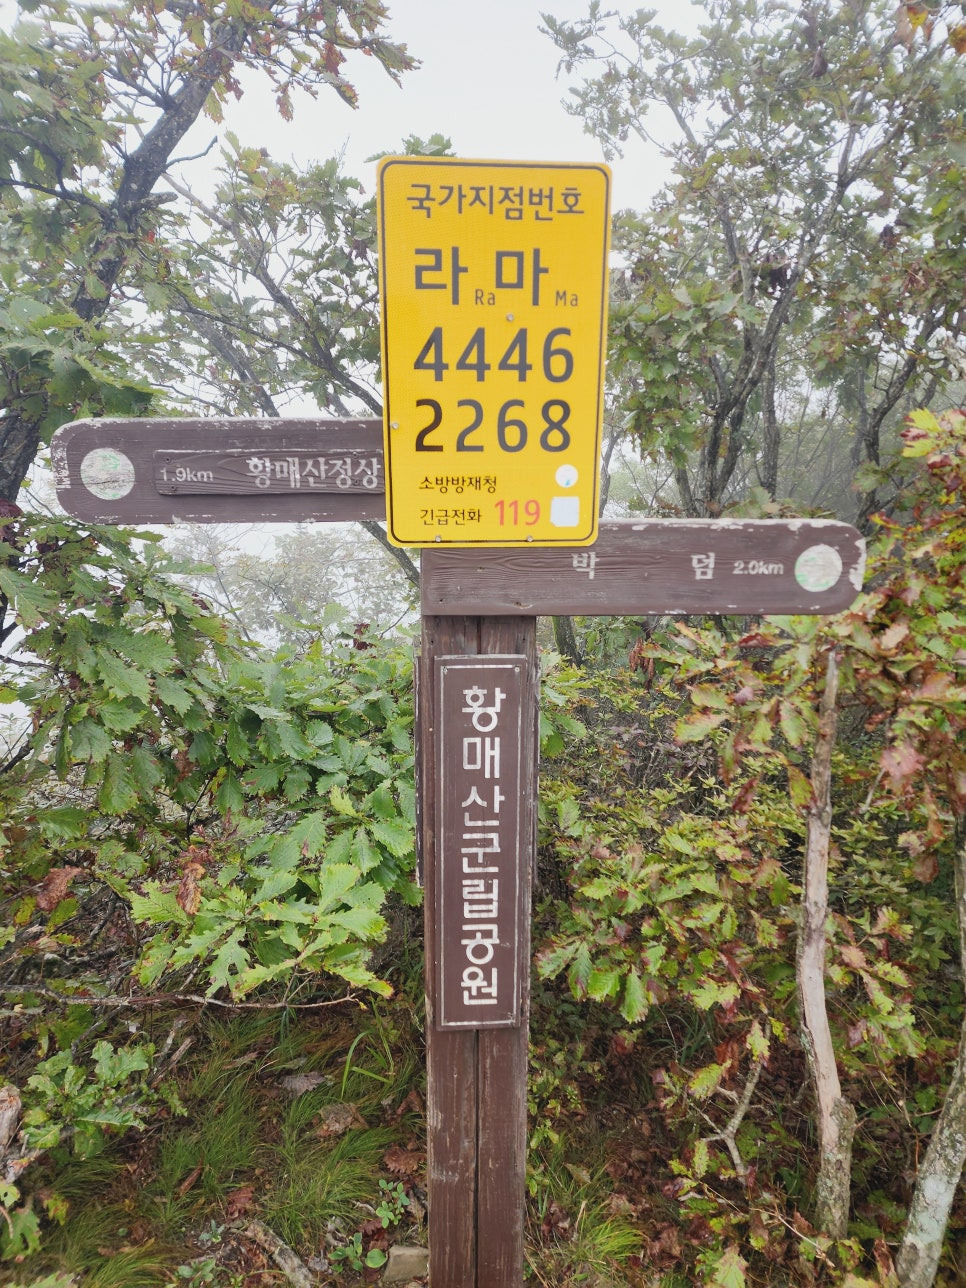 국가지점번호
라 Ra 마 Ma
4446
2268
소방방재청
긴급전화 119
1.9km 황매산정상
박 덤 2.0km
황매산군립공원